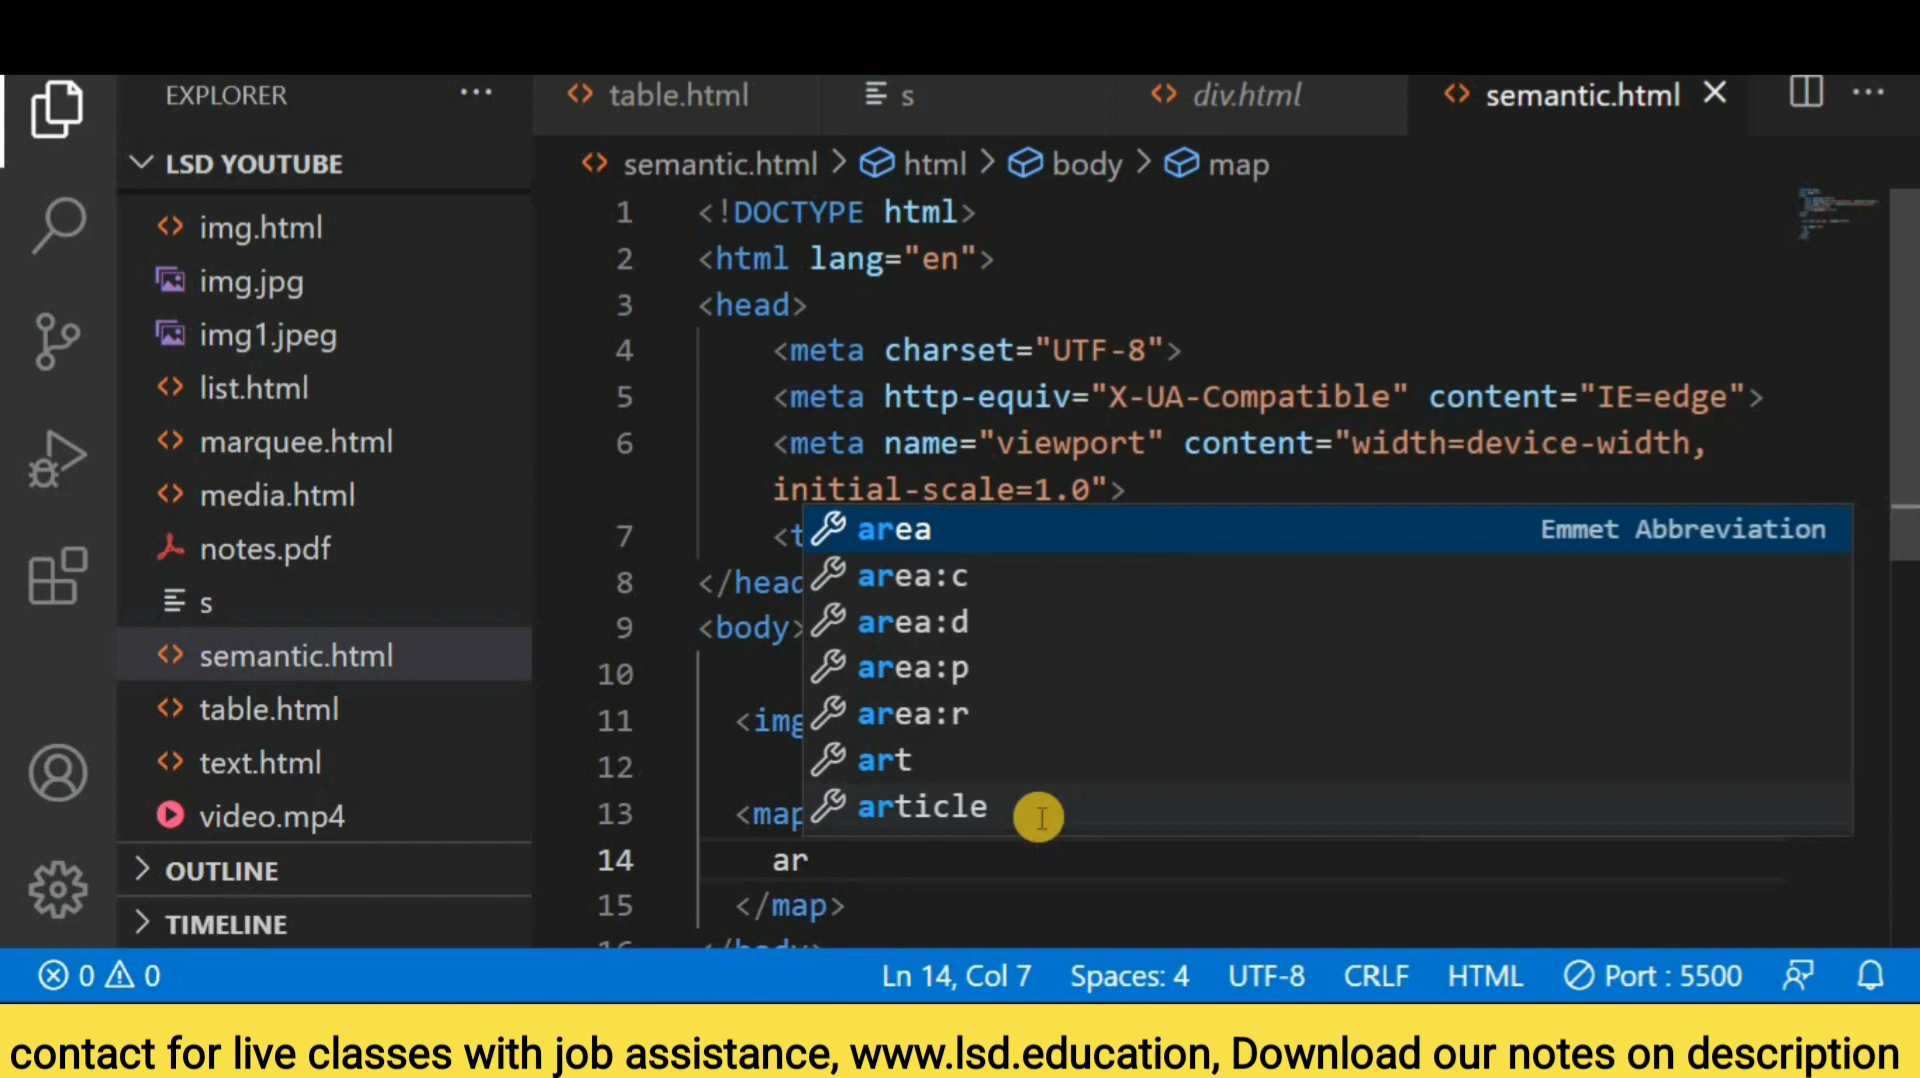 EXPLORER ...
table.html
s
div.html
semantic.html
...
LSD YOUTUBE
semantic.html > html > body > map
img.html
img.jpg
img1.jpeg
list.html
marquee.html
media.html
notes.pdf
s
semantic.html
table.html
text.html
video.mp4
OUTLINE
TIMELINE
1 <!DOCTYPE html>
2 <html lang="en">
3 <head>
4 <meta charset="UTF-8">
5 <meta http-equiv="X-UA-Compatible" content="IE=edge">
6 <meta name="viewport" content="width=device-width,
initial-scale=1.0">
7 <t
8 </head
9 <body>
10
11 <img
12
13 <map
14 ar
15 </map>
16 </body>
area Emmet Abbreviation
area:c
area:d
area:p
area:r
art
article
0 0 Ln 14, Col 7 Spaces: 4 UTF-8 CRLF HTML Port : 5500
contact for live classes with job assistance, www.lsd.education, Download our notes on description